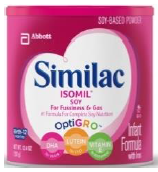 SOY-BASED POWDER
Abbott
Similac
ISOMIL
SOY
For Fussiness & Gas
OptiGRO
DHA
LUTEIN
VITAMIN E
Infant
Formula
with Iron